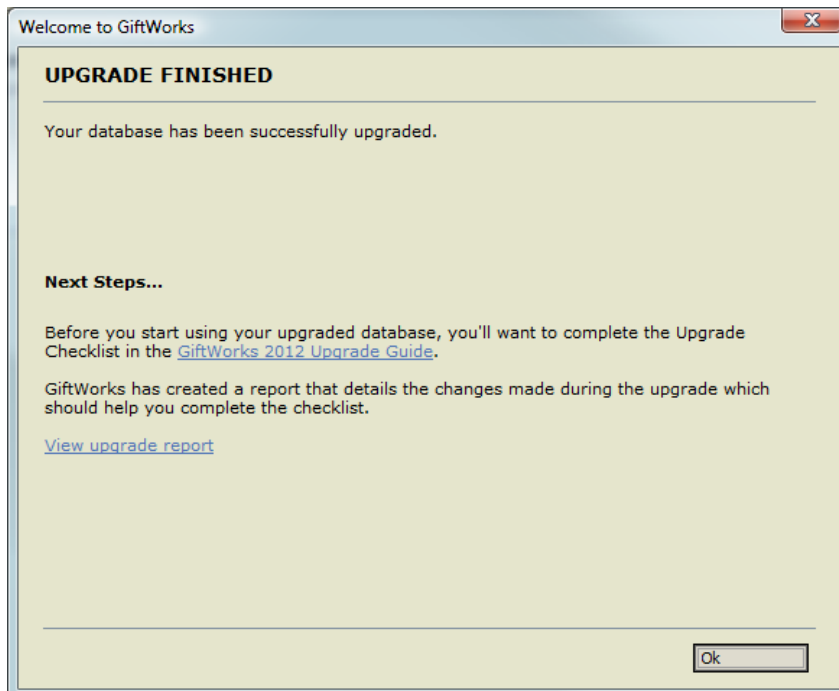 Welcome to GiftWorks
UPGRADE FINISHED
Your database has been successfully upgraded.
Next Steps...
Before you start using your upgraded database, you'll want to complete the Upgrade
Checklist in the GiftWorks 2012 Upgrade Guide.
GiftWorks has created a report that details the changes made during the upgrade which
should help you complete the checklist.
View upgrade report
Ok